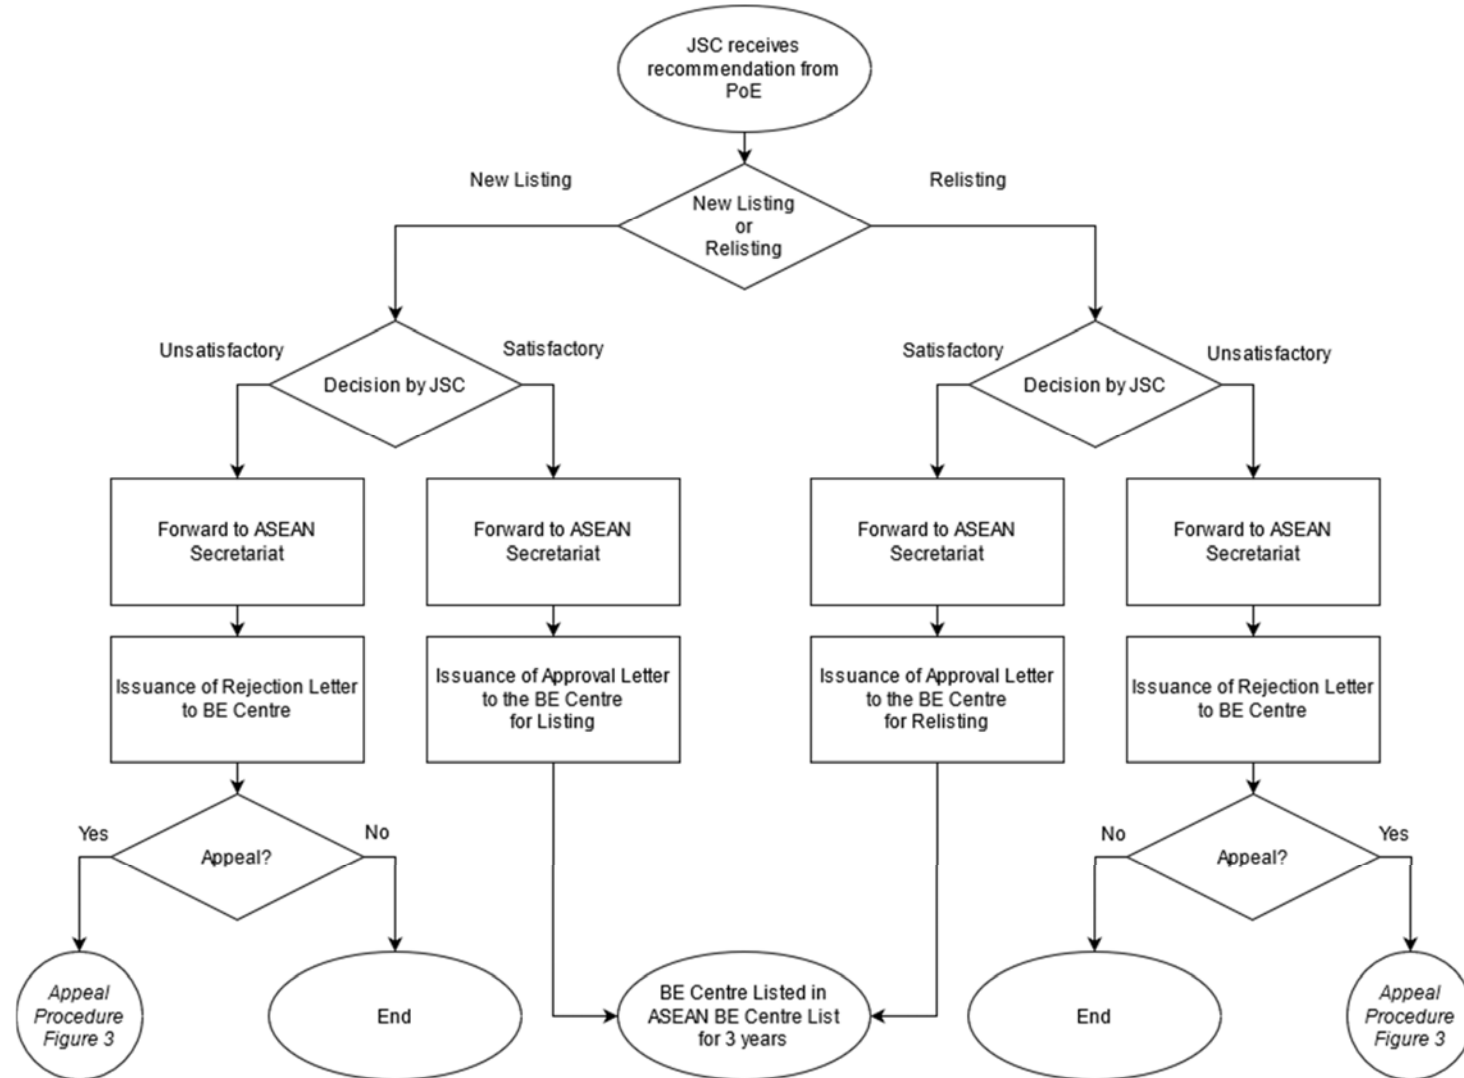 JSC receives
recommendation from
PoE
New Listing
Relisting
New Listing
or
Relisting
Unsatisfactory
Satisfactory
Satisfactory
Unsatisfactory
Decision by JSC
Decision by JSC
Forward to ASEAN
Secretariat
Forward to ASEAN
Secretariat
Forward to ASEAN
Secretariat
Forward to ASEAN
Secretariat
Issuance of Rejection Letter
to BE Centre
Issuance of Approval Letter
to the BE Centre
for Listing
Issuance of Approval Letter
to the BE Centre
for Relisting
Issuance of Rejection Letter
to BE Centre
Yes
No
No
Yes
Appeal?
Appeal?
Appeal
Procedure
Figure 3
End
BE Centre Listed in
ASEAN BE Centre List
for 3 years
End
Appeal
Procedure
Figure 3